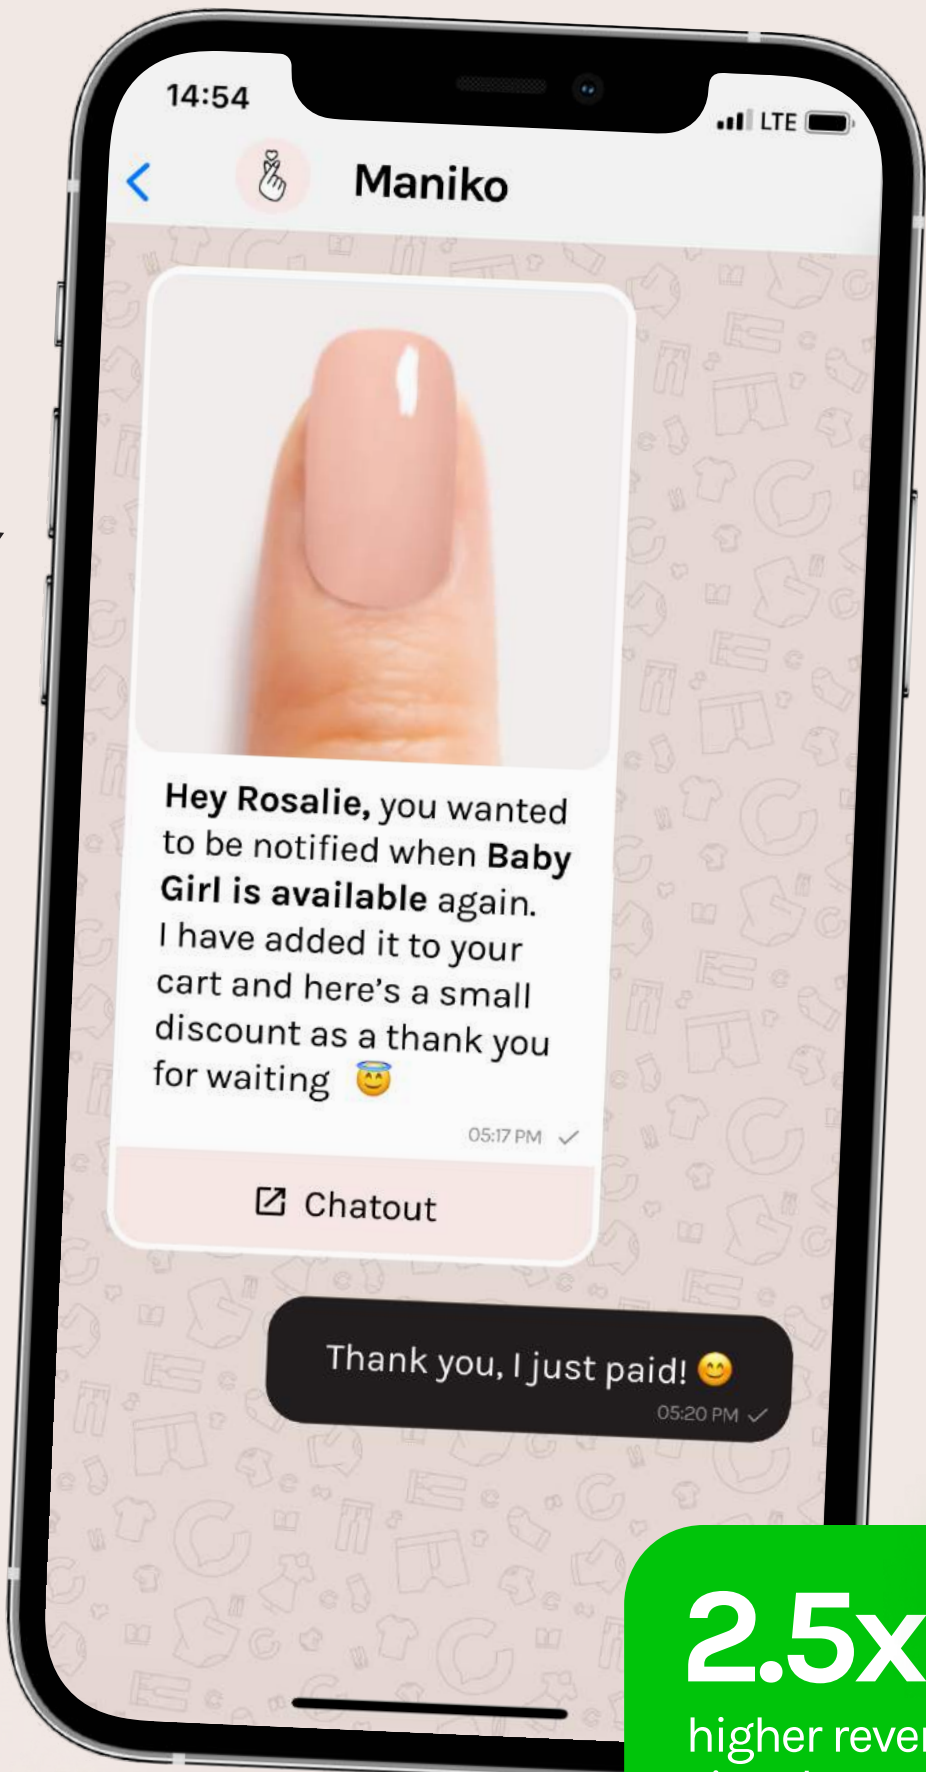 14:54
LTE
Maniko
Hey Rosalie, you wanted
to be notified when Baby
Girl is available again.
I have added it to your
cart and here’s a small
discount as a thank you
for waiting 😇
05:17 PM ✓
Chatout
Thank you, I just paid! 😊
05:20 PM ✓
2.5x
higher